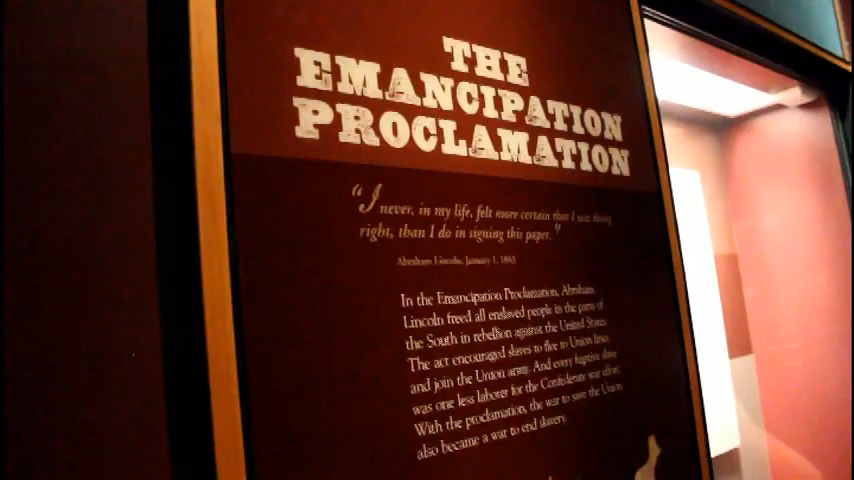 THE
EMANCIPATION
PROCLAMATION
"I never, in my life, felt more certain that I was doing
right, than I do in signing this paper."
Abraham Lincoln, January 1, 1863
In the Emancipation Proclamation, Abraham
Lincoln freed all enslaved people in the parts of
the South in rebellion against the United States.
The act encouraged slaves to flee to Union lines
and join the Union army. And every fugitive slave
was one less laborer for the Confederate war effort.
With the proclamation, the war to save the Union
also became a war to end slavery.